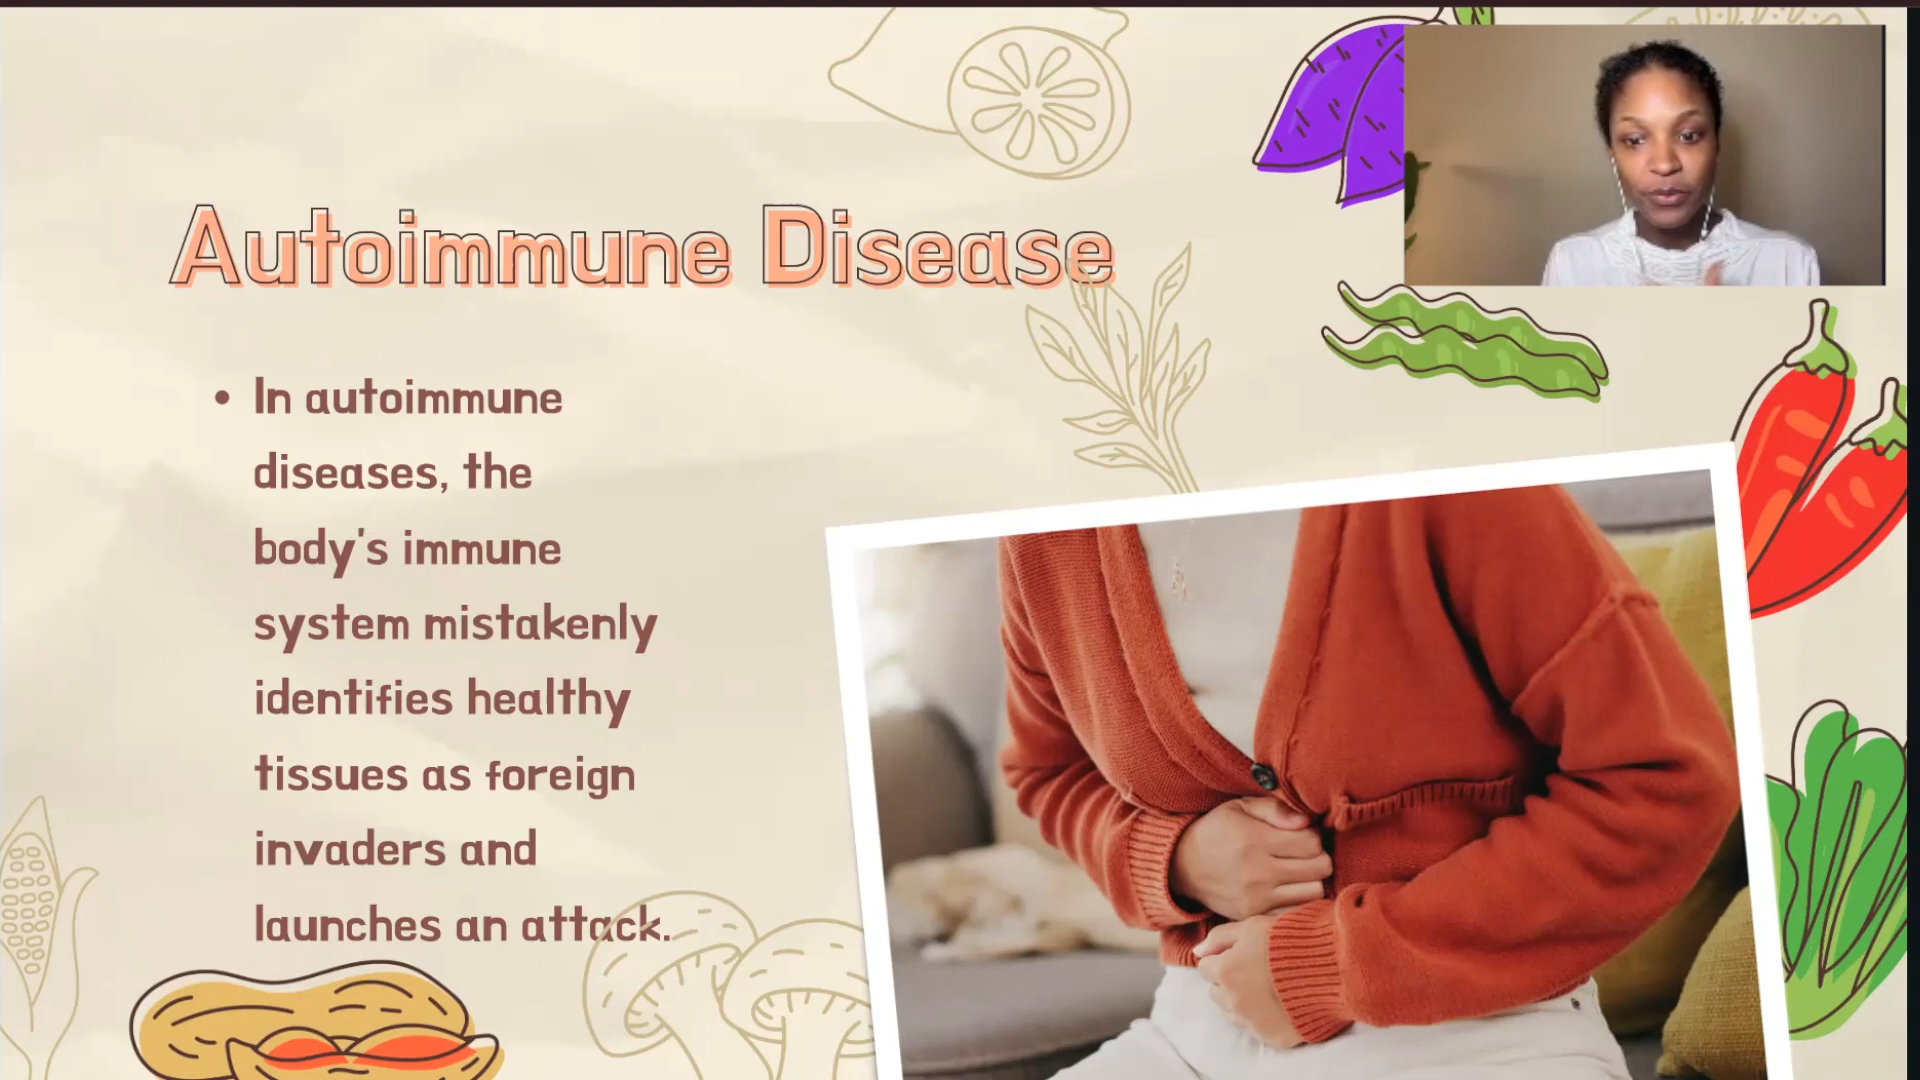 Autoimmune Disease
• In autoimmune
diseases, the
body's immune
system mistakenly
identifies healthy
tissues as foreign
invaders and
launches an attack.